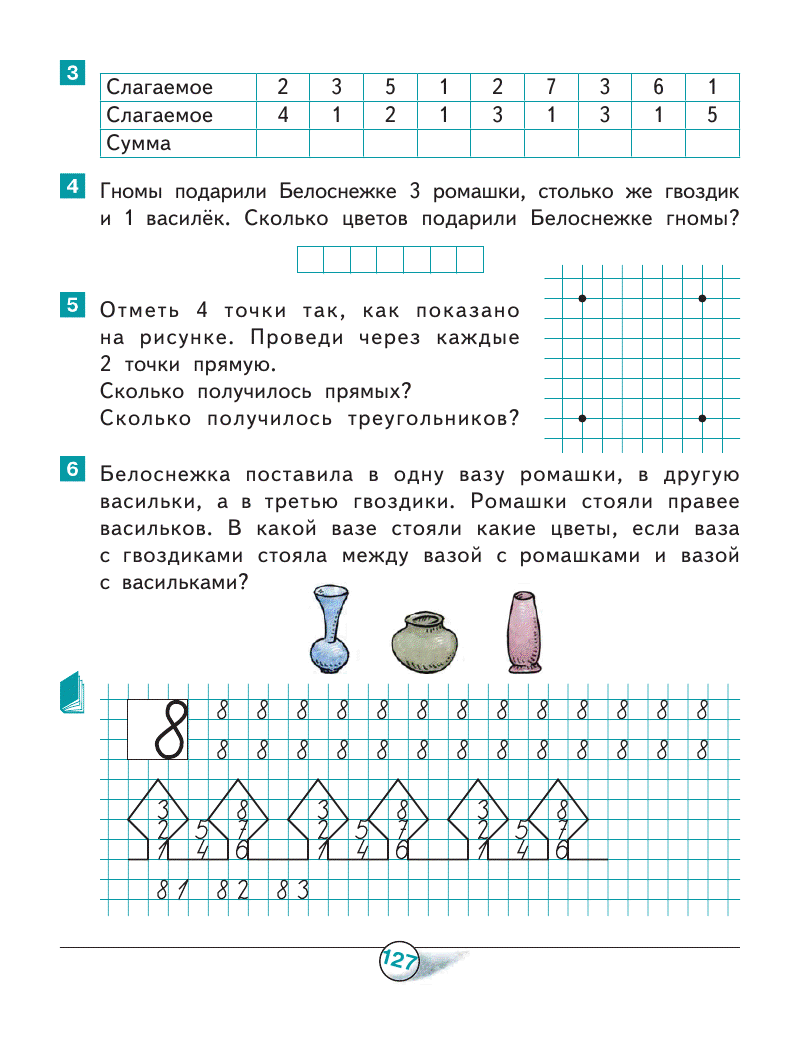 3
Слагаемое 2 3 5 1 2 7 3 6 1
Слагаемое 4 1 2 1 3 1 3 1 5
Сумма
4
Гномы подарили Белоснежке 3 ромашки, столько же гвоздик
и 1 василёк. Сколько цветов подарили Белоснежке гномы?
5
Отметь 4 точки так, как показано
на рисунке. Проведи через каждые
2 точки прямую.
Сколько получилось прямых?
Сколько получилось треугольников?
6
Белоснежка поставила в одну вазу ромашки, в другую
васильки, а в третью гвоздики. Ромашки стояли правее
васильков. В какой вазе стояли какие цветы, если ваза
с гвоздиками стояла между вазой с ромашками и вазой
с васильками?
8 8 8 8 8 8 8 8 8 8 8 8 8 8
8 8 8 8 8 8 8 8 8 8 8 8 8
3 8 3 8 3 8
2 5 7 2 5 7 2 5 7
1 4 6 1 4 6 1 4 6
8 1 8 2 8 3
127